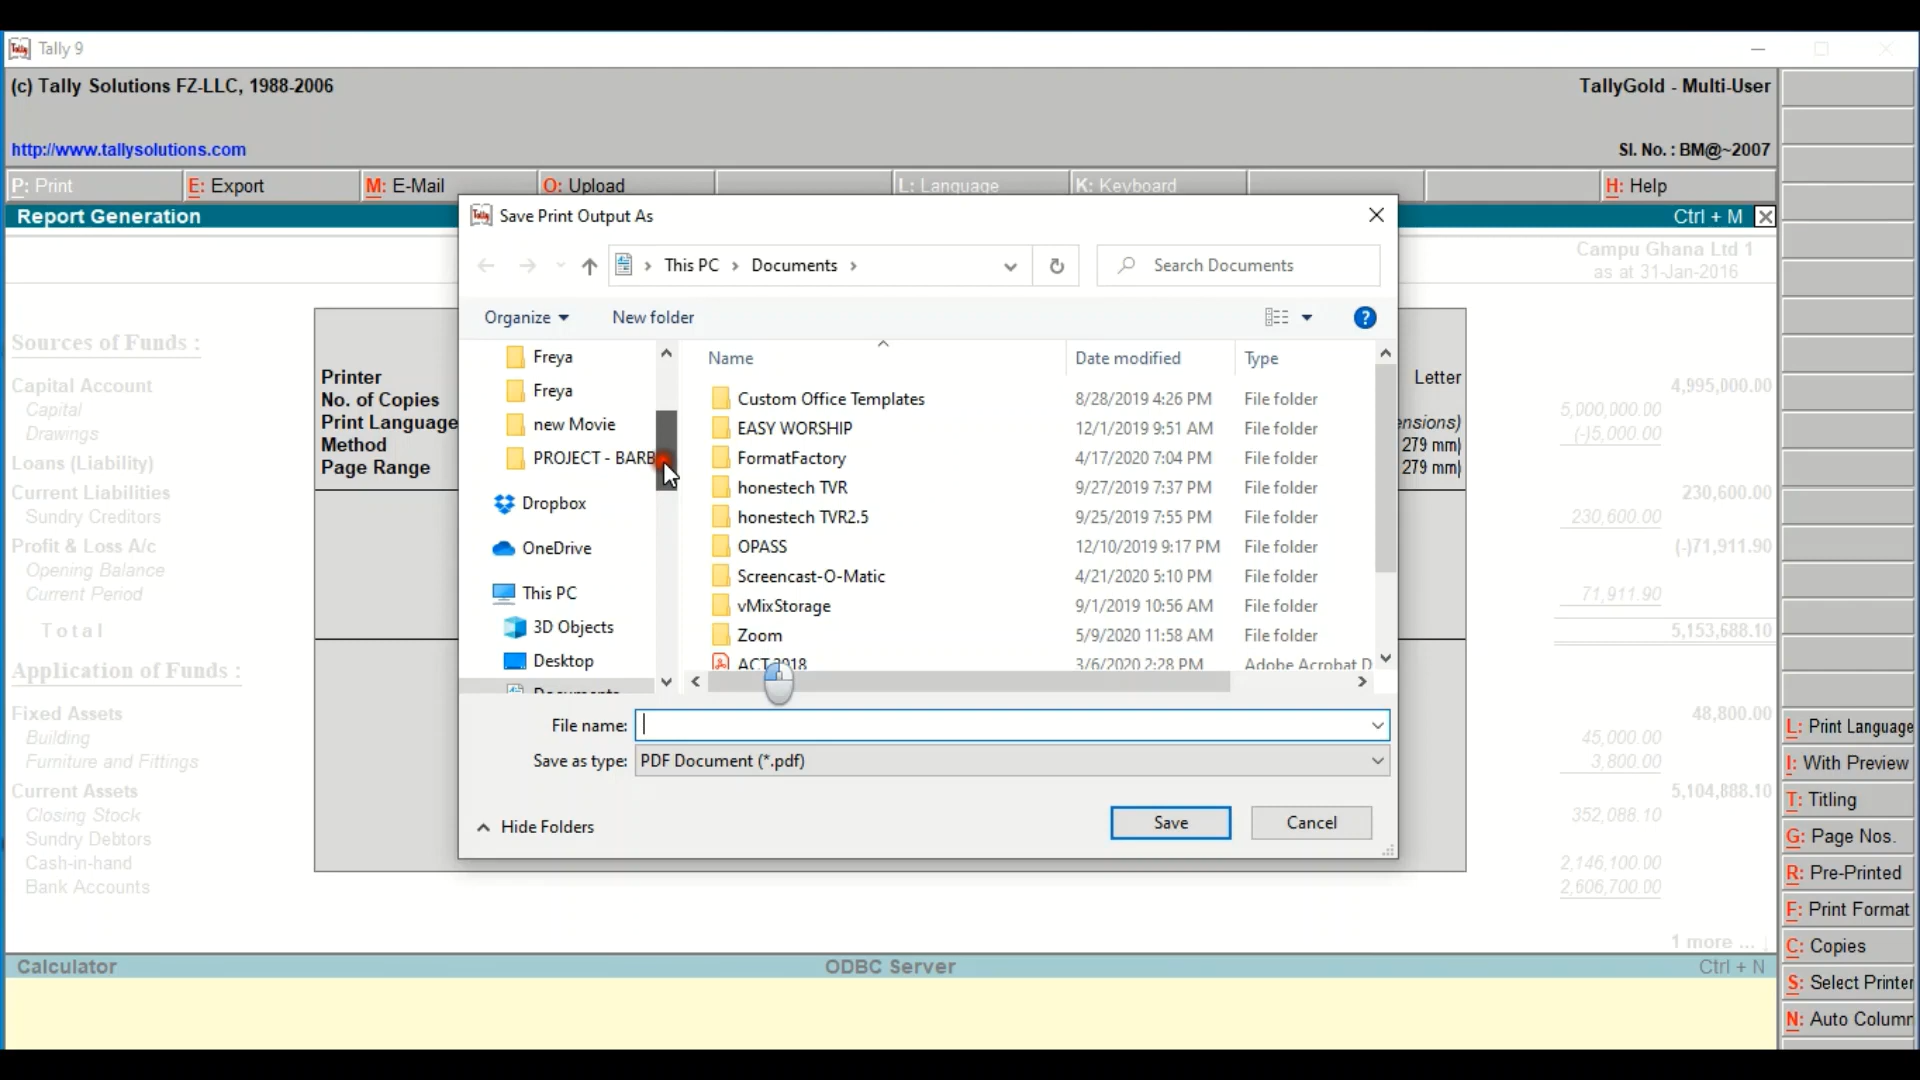 Tally 9
(c) Tally Solutions FZ-LLC, 1988-2006
TallyGold - Multi-User
http://www.tallysolutions.com
Sl. No. : BM@~2007
P: Print
E: Export
M: E-Mail
O: Upload
L: Language
K: Keyboard
H: Help
Report Generation
Ctrl + M
Campu Ghana Ltd 1
as at 31-Jan-2016
Sources of Funds :
Capital Account 4,995,000.00
Capital 5,000,000.00
Drawings (-)5,000.00
Loans (Liability)
Current Liabilities 230,600.00
Sundry Creditors 230,600.00
Profit & Loss A/c (-)71,911.90
Opening Balance
Current Period 71,911.90
Total 5,153,688.10
Application of Funds :
Fixed Assets 48,800.00
Building 45,000.00
Furniture and Fittings 3,800.00
Current Assets 5,104,888.10
Closing Stock 352,088.10
Sundry Debtors
Cash-in-hand 2,146,100.00
Bank Accounts 2,606,700.00
1 more ...
Printer
No. of Copies
Print Language
Method
Page Range
Letter
279 mm)
279 mm)
Save Print Output As
This PC > Documents >
Search Documents
Organize
New folder
Freya
Freya
new Movie
PROJECT - BARB
Dropbox
OneDrive
This PC
3D Objects
Desktop
Documents
Name Date modified Type
Custom Office Templates 8/28/2019 4:26 PM File folder
EASY WORSHIP 12/1/2019 9:51 AM File folder
FormatFactory 4/17/2020 7:04 PM File folder
honestech TVR 9/27/2019 7:37 PM File folder
honestech TVR2.5 9/25/2019 7:55 PM File folder
OPASS 12/10/2019 9:17 PM File folder
Screencast-O-Matic 4/21/2020 5:10 PM File folder
vMixStorage 9/1/2019 10:56 AM File folder
Zoom 5/9/2020 11:58 AM File folder
ACT 2018 3/6/2020 2:28 PM Adobe Acrobat D
File name:
Save as type: PDF Document (*.pdf)
Hide Folders
Save
Cancel
L: Print Language
I: With Preview
T: Titling
G: Page Nos.
R: Pre-Printed
F: Print Format
C: Copies
S: Select Printer
N: Auto Column
Calculator
ODBC Server
Ctrl + N